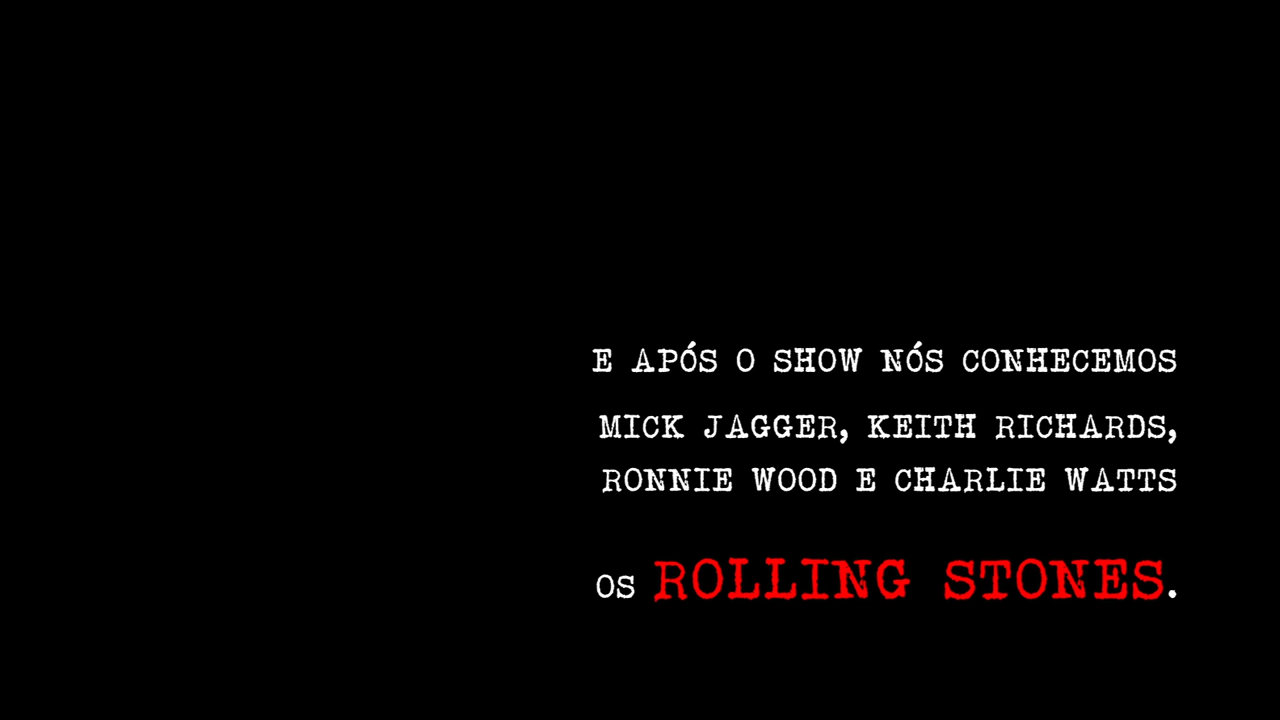 E APÓS O SHOW NÓS CONHECEMOS
MICK JAGGER, KEITH RICHARDS,
RONNIE WOOD E CHARLIE WATTS
OS ROLLING STONES.